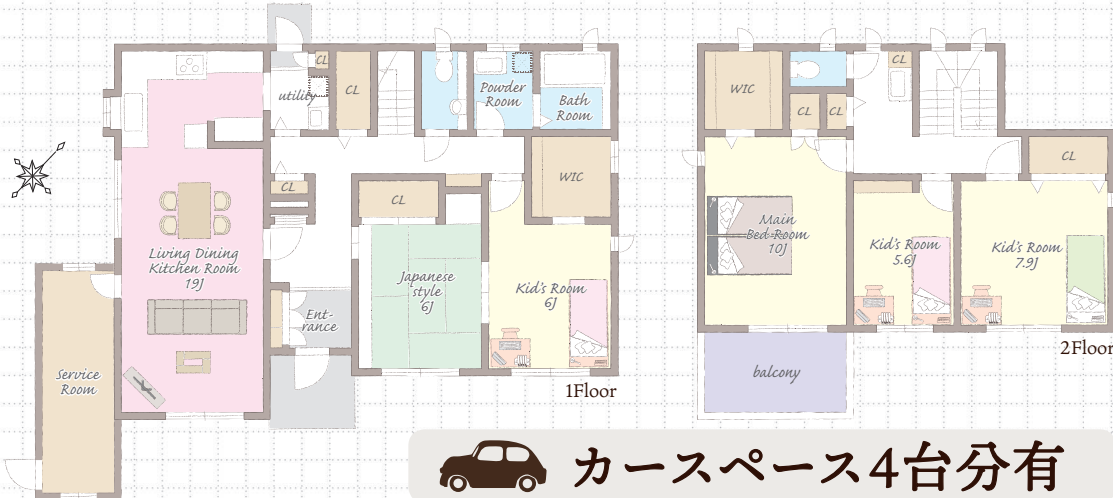 CL
utility
CL
Powder
Room
Bath
Room
CL
WIC
CL
Living Dining
Kitchen Room
19J
Japanese
style
6J
Kid's Room
6J
Ent-
rance
Service
Room
1Floor
WIC
CL
CL
CL
CL
Main
Bed-Room
10J
Kid's Room
5.6J
Kid's Room
7.9J
balcony
2Floor
カースペース4台分有